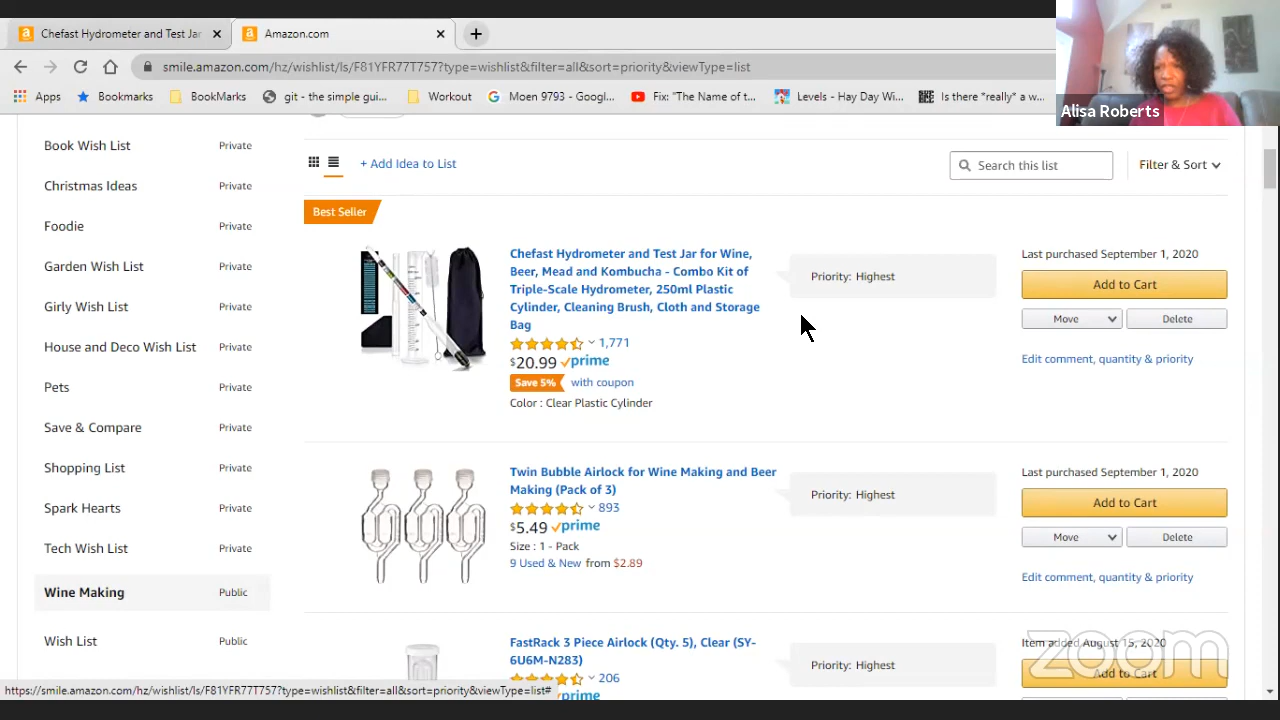 Chefast Hydrometer and Test Jar
Amazon.com
smile.amazon.com/hz/wishlist/ls/F81YFR77T757?type=wishlist&filter=all&sort=priority&viewType=list
Apps Bookmarks BookMarks git - the simple gui... Workout Moen 9793 - Googl... Fix: "The Name of t... Levels - Hay Day Wi... Is there *really* a w...
Alisa Roberts
Book Wish List Private
Christmas Ideas Private
Foodie Private
Garden Wish List Private
Girly Wish List Private
House and Deco Wish List Private
Pets Private
Save & Compare Private
Shopping List Private
Spark Hearts Private
Tech Wish List Private
Wine Making Public
Wish List Public
+ Add Idea to List
Search this list
Filter & Sort
Best Seller
Chefast Hydrometer and Test Jar for Wine,
Beer, Mead and Kombucha - Combo Kit of
Triple-Scale Hydrometer, 250ml Plastic
Cylinder, Cleaning Brush, Cloth and Storage
Bag
1,771
$20.99 prime
Save 5% with coupon
Color : Clear Plastic Cylinder
Priority: Highest
Last purchased September 1, 2020
Add to Cart
Move Delete
Edit comment, quantity & priority
Twin Bubble Airlock for Wine Making and Beer
Making (Pack of 3)
893
$5.49 prime
Size : 1 - Pack
9 Used & New from $2.89
Priority: Highest
Last purchased September 1, 2020
Add to Cart
Move Delete
Edit comment, quantity & priority
FastRack 3 Piece Airlock (Qty. 5), Clear (SY-
6U6M-N283)
206
prime
Priority: Highest
Item added August 15, 2020
Add to Cart
zoom
https://smile.amazon.com/hz/wishlist/ls/F81YFR77T757?type=wishlist&filter=all&sort=priority&viewType=list#